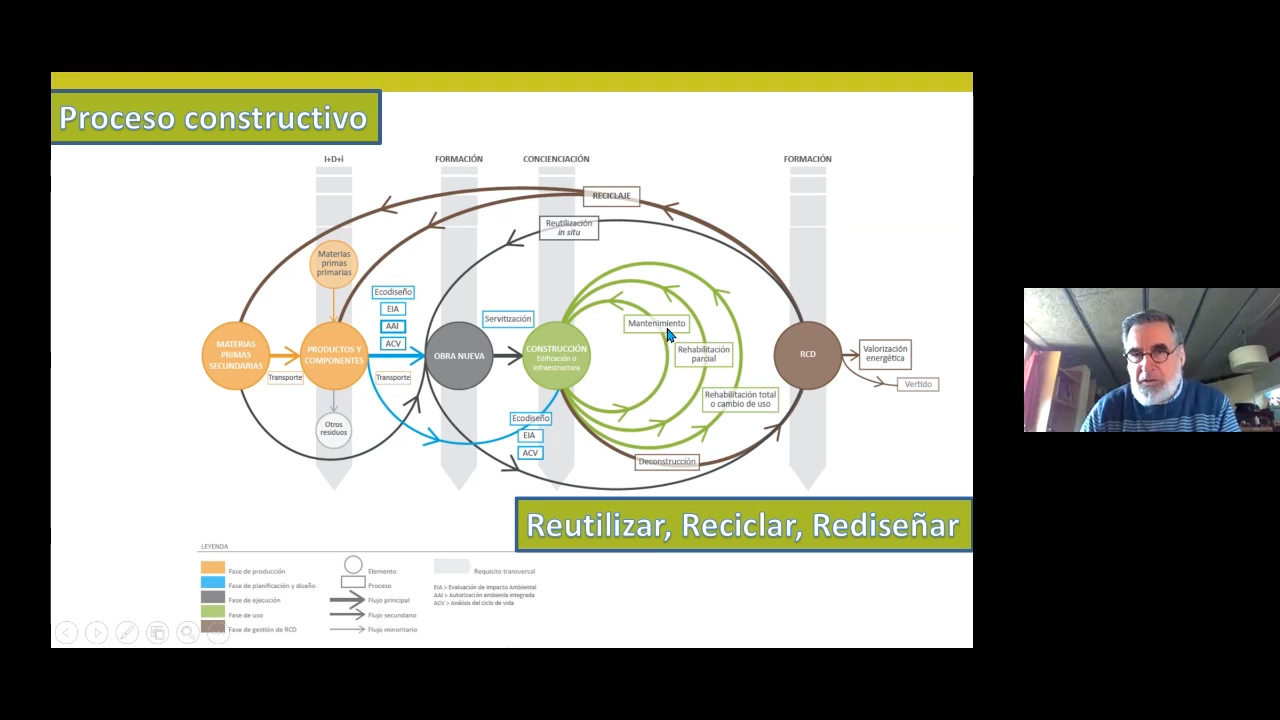 Proceso constructivo
I+D+i
FORMACIÓN
CONCIENCIACIÓN
FORMACIÓN
RECICLAJE
Reutilización
in situ
Materias
primas
primarias
Ecodiseño
EIA
AAI
ACV
Servitización
Mantenimiento
MATERIAS
PRIMAS
SECUNDARIAS
PRODUCTOS Y
COMPONENTES
OBRA NUEVA
CONSTRUCCIÓN
Edificación o
infraestructura
Rehabilitación
parcial
RCD
Valorización
energética
Transporte
Transporte
Vertido
Rehabilitación total
o cambio de uso
Otros
residuos
Ecodiseño
EIA
ACV
Deconstrucción
Reutilizar, Reciclar, Rediseñar
LEYENDA
Fase de producción
Fase de planificación y diseño
Fase de ejecución
Fase de uso
Fase de gestión de RCD
Elemento
Proceso
Flujo principal
Flujo secundario
Flujo minoritario
Requisito transversal
EIA > Evaluación de Impacto Ambiental
AAI > Autorización ambienta integrada
ACV > Análisis del ciclo de vida